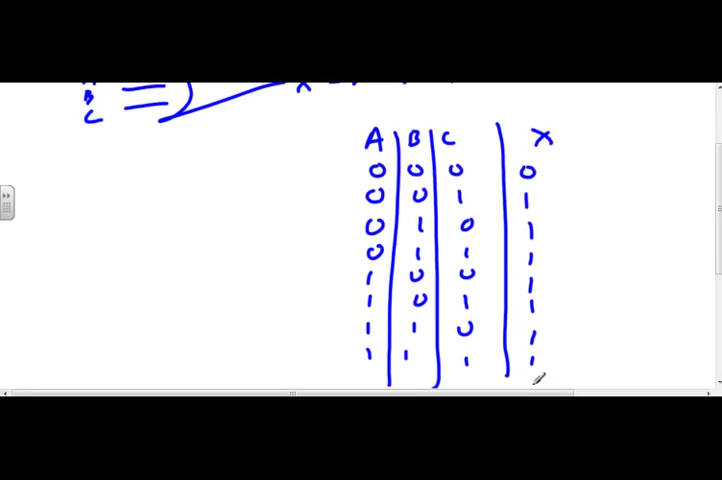 B
C
A B C X
0 0 0 0
0 0 1 1
0 1 0 1
0 1 1 1
1 0 0 1
1 0 1 1
1 1 0 1
1 1 1 1